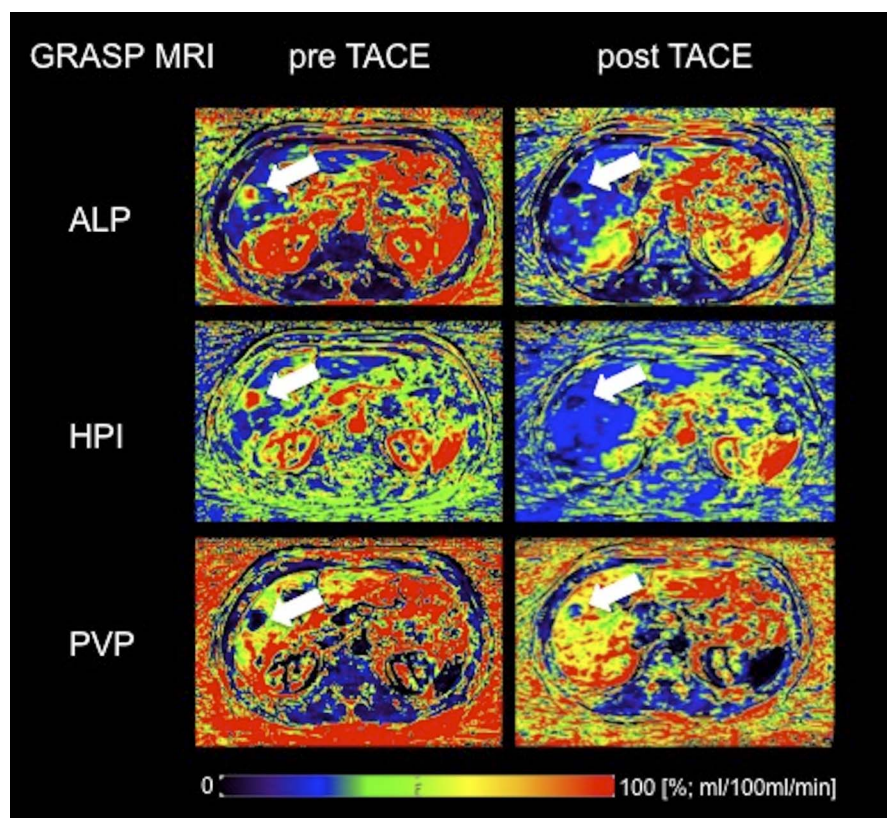 GRASP MRI pre TACE post TACE
ALP
HPI
PVP
0 100 [%; ml/100ml/min]